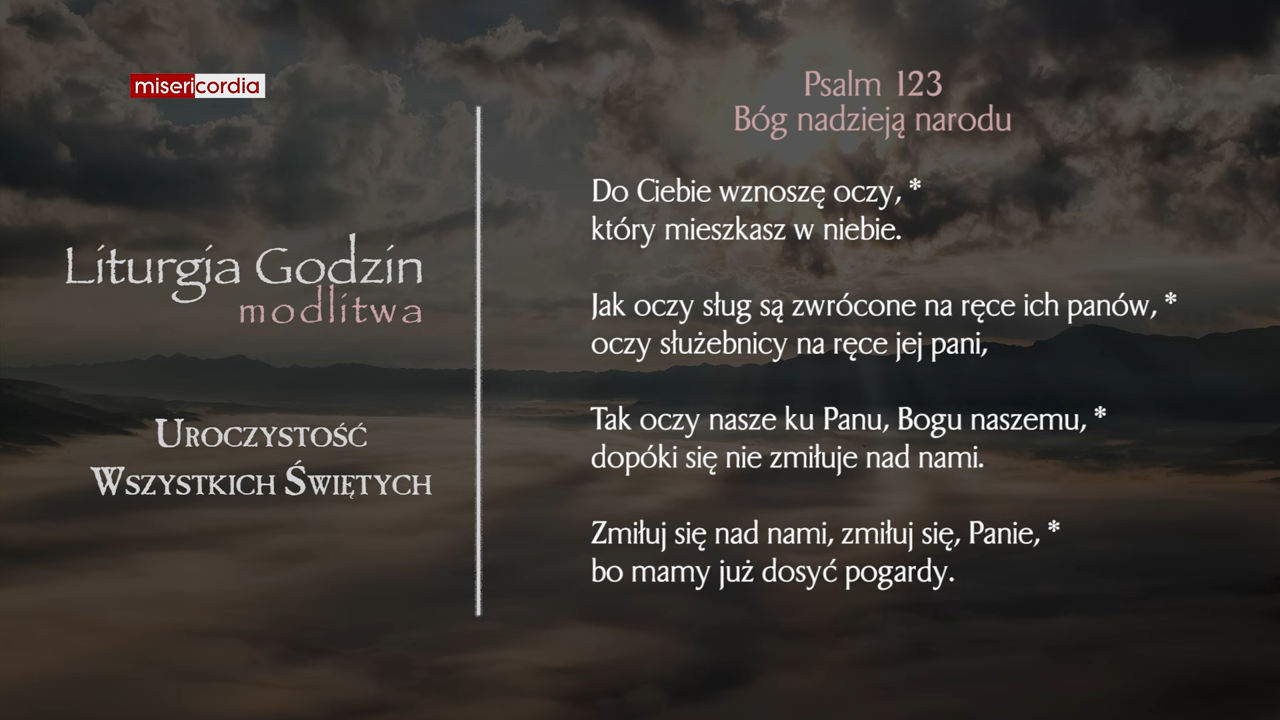 misericordia
Liturgia Godzin
modlitwa
Uroczystość
Wszystkich Świętych
Psalm 123
Bóg nadzieją narodu
Do Ciebie wznoszę oczy, *
który mieszkasz w niebie.
Jak oczy sług są zwrócone na ręce ich panów, *
oczy służebnicy na ręce jej pani,
Tak oczy nasze ku Panu, Bogu naszemu, *
dopóki się nie zmiłuje nad nami.
Zmiłuj się nad nami, zmiłuj się, Panie, *
bo mamy już dosyć pogardy.